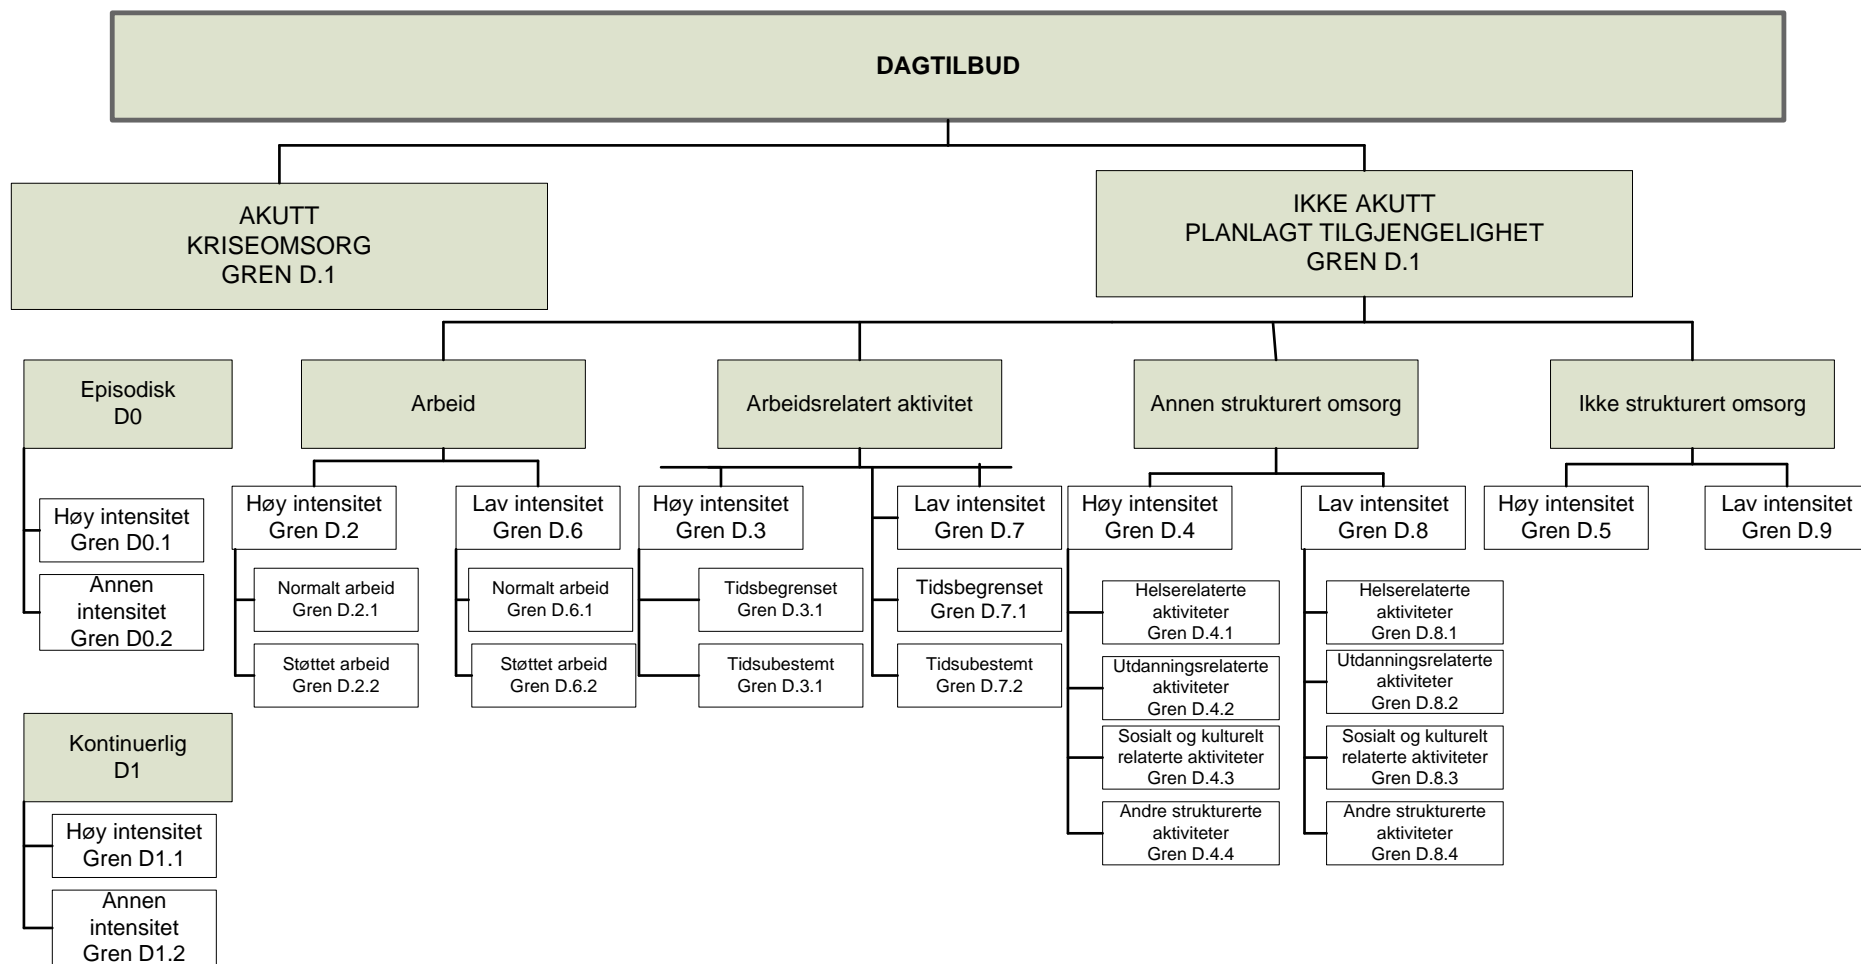 DAGTILBUD
AKUTT
KRISEOMSORG
GREN D.1
IKKE AKUTT
PLANLAGT TILGJENGELIGHET
GREN D.1
Episodisk
D0
Høy intensitet
Gren D0.1
Annen
intensitet
Gren D0.2
Kontinuerlig
D1
Høy intensitet
Gren D1.1
Annen
intensitet
Gren D1.2
Arbeid
Høy intensitet
Gren D.2
Normalt arbeid
Gren D.2.1
Støttet arbeid
Gren D.2.2
Lav intensitet
Gren D.6
Normalt arbeid
Gren D.6.1
Støttet arbeid
Gren D.6.2
Arbeidsrelatert aktivitet
Høy intensitet
Gren D.3
Tidsbegrenset
Gren D.3.1
Tidsubestemt
Gren D.3.1
Lav intensitet
Gren D.7
Tidsbegrenset
Gren D.7.1
Tidsubestemt
Gren D.7.2
Annen strukturert omsorg
Høy intensitet
Gren D.4
Helserelaterte
aktiviteter
Gren D.4.1
Utdanningsrelaterte
aktiviteter
Gren D.4.2
Sosialt og kulturelt
relaterte aktiviteter
Gren D.4.3
Andre strukturerte
aktiviteter
Gren D.4.4
Lav intensitet
Gren D.8
Helserelaterte
aktiviteter
Gren D.8.1
Utdanningsrelaterte
aktiviteter
Gren D.8.2
Sosialt og kulturelt
relaterte aktiviteter
Gren D.8.3
Andre strukturerte
aktiviteter
Gren D.8.4
Ikke strukturert omsorg
Høy intensitet
Gren D.5
Lav intensitet
Gren D.9